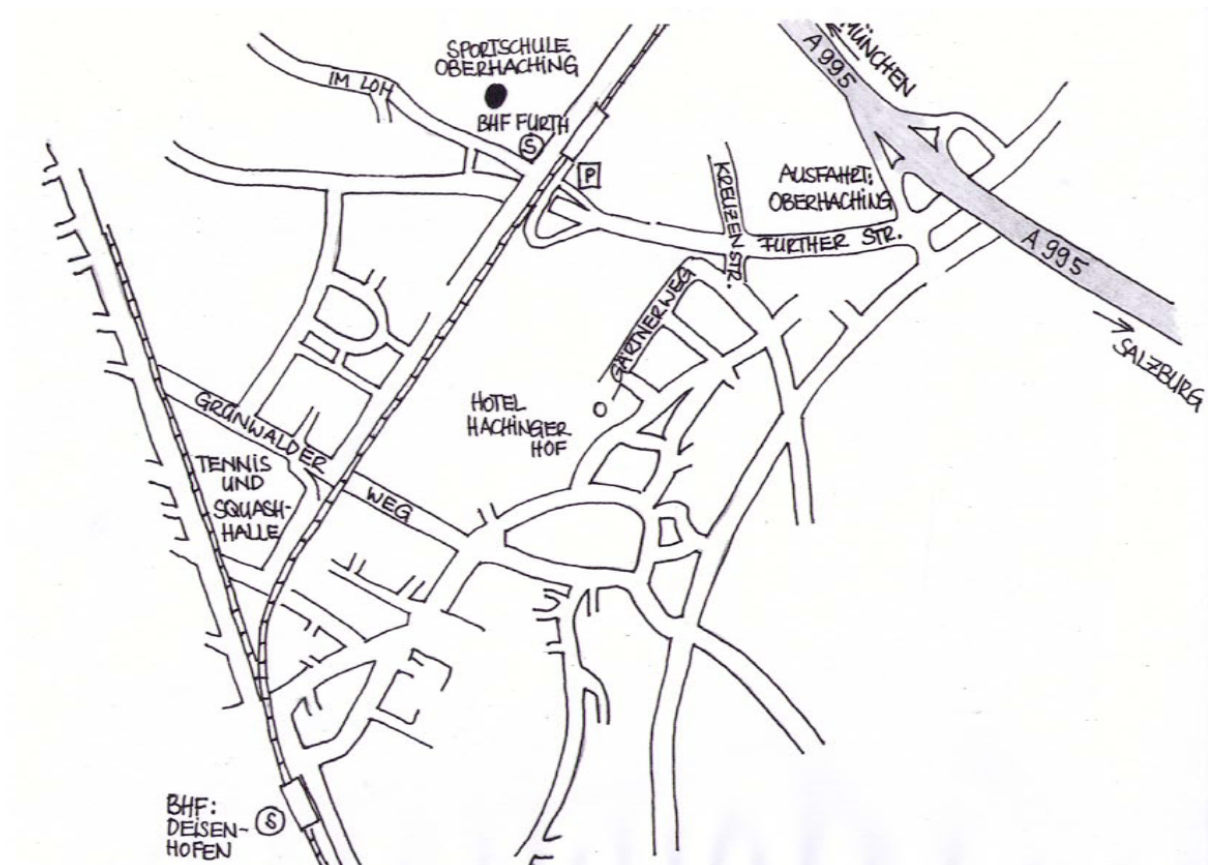 SPORTSCHULE
OBERHACHING
IM LOH
BHF FURTH
S
P
A 995
MÜNCHEN
KREUZEN STR.
AUSFAHRT:
OBERHACHING
FURTHER STR.
A 995
SALZBURG
GÄRTNERWEG
HOTEL
HACHINGER
HOF
GRÜNWALDER
WEG
TENNIS
UND
SQUASH-
HALLE
BHF:
DEISEN-
HOFEN
S